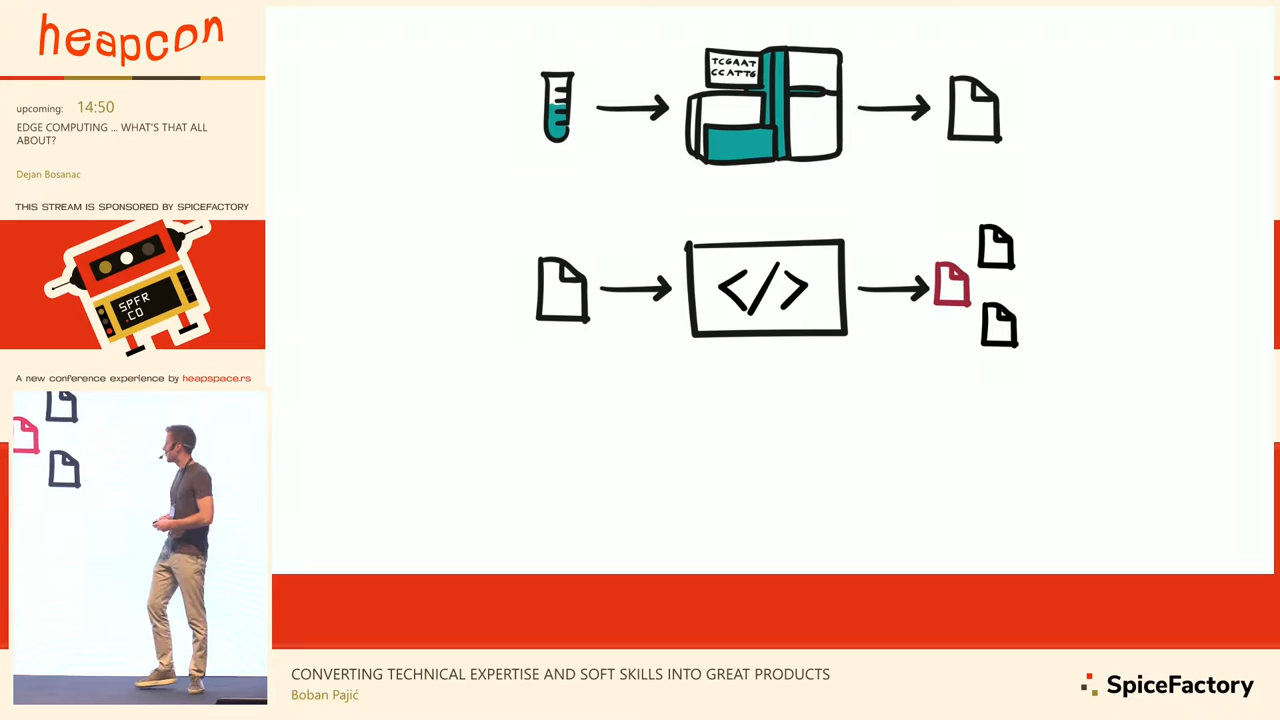 heapcon
upcoming: 14:50
EDGE COMPUTING ... WHAT'S THAT ALL
ABOUT?
Dejan Bosanac
THIS STREAM IS SPONSORED BY SPICEFACTORY
SPFR
.CO
A new conference experience by heapspace.rs
TCGAAT
CCATTG
</>
CONVERTING TECHNICAL EXPERTISE AND SOFT SKILLS INTO GREAT PRODUCTS
Boban Pajić
SpiceFactory